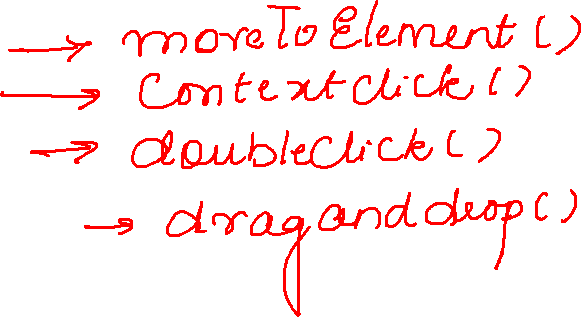 → moveToElement()
→ Contextclick()
→ doubleClick()
→ draganddrop()